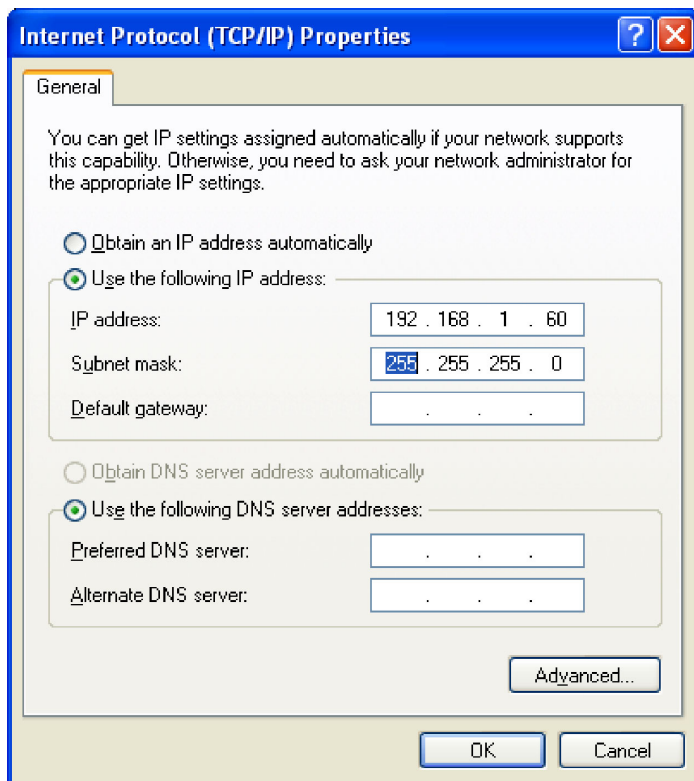 Internet Protocol (TCP/IP) Properties
General
You can get IP settings assigned automatically if your network supports
this capability. Otherwise, you need to ask your network administrator for
the appropriate IP settings.
Obtain an IP address automatically
Use the following IP address:
IP address: 192 . 168 . 1 . 60
Subnet mask: 255 . 255 . 255 . 0
Default gateway: . . .
Obtain DNS server address automatically
Use the following DNS server addresses:
Preferred DNS server: . . .
Alternate DNS server: . . .
Advanced...
OK Cancel